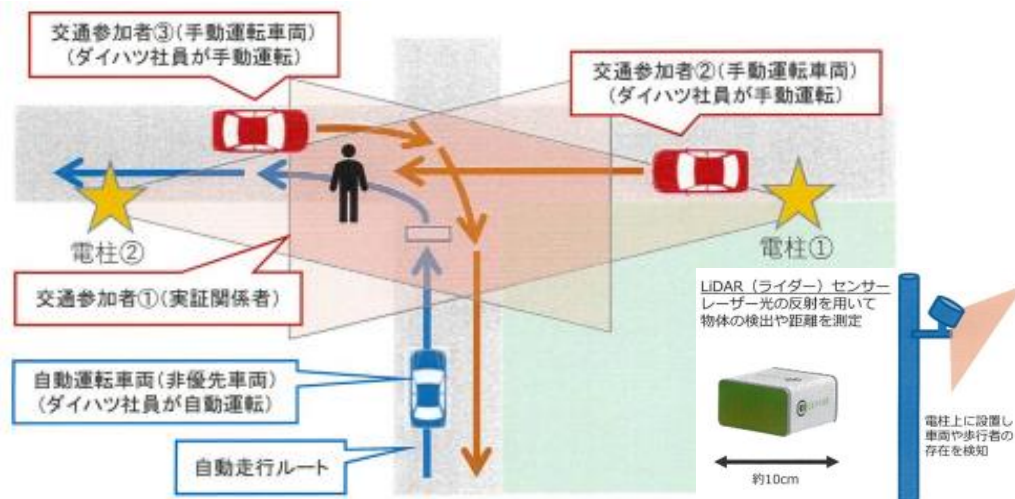 交通参加者③(手動運転車両)
(ダイハツ社員が手動運転)
交通参加者②(手動運転車両)
(ダイハツ社員が手動運転)
電柱②
電柱①
交通参加者①(実証関係者)
LiDAR（ライダー）センサー
レーザー光の反射を用いて
物体の検出や距離を測定
自動運転車両(非優先車両)
(ダイハツ社員が自動運転)
電柱上に設置し
車両や歩行者の
存在を検知
自動走行ルート
約10cm